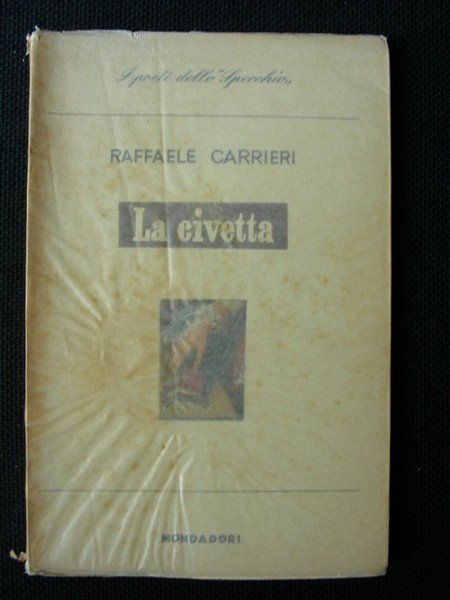 I poeti dello "Specchio„
RAFFAELE CARRIERI
La civetta
MONDADORI